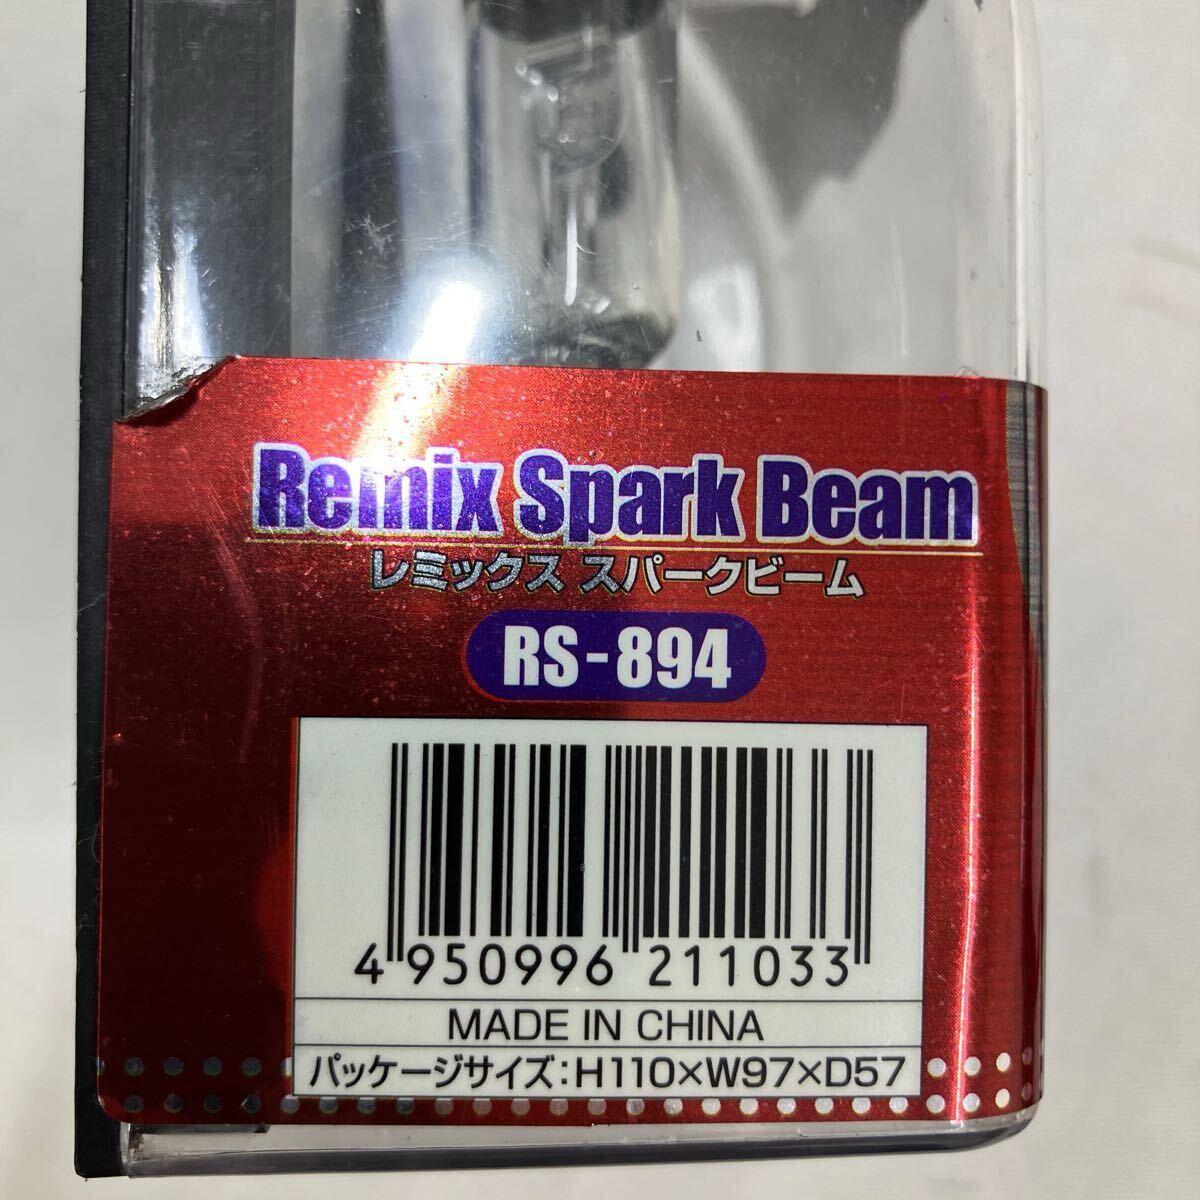 Remix Spark Beam
レミックス スパークビーム
RS-894
4 950996 211033
MADE IN CHINA
パッケージサイズ:H110×W97×D57